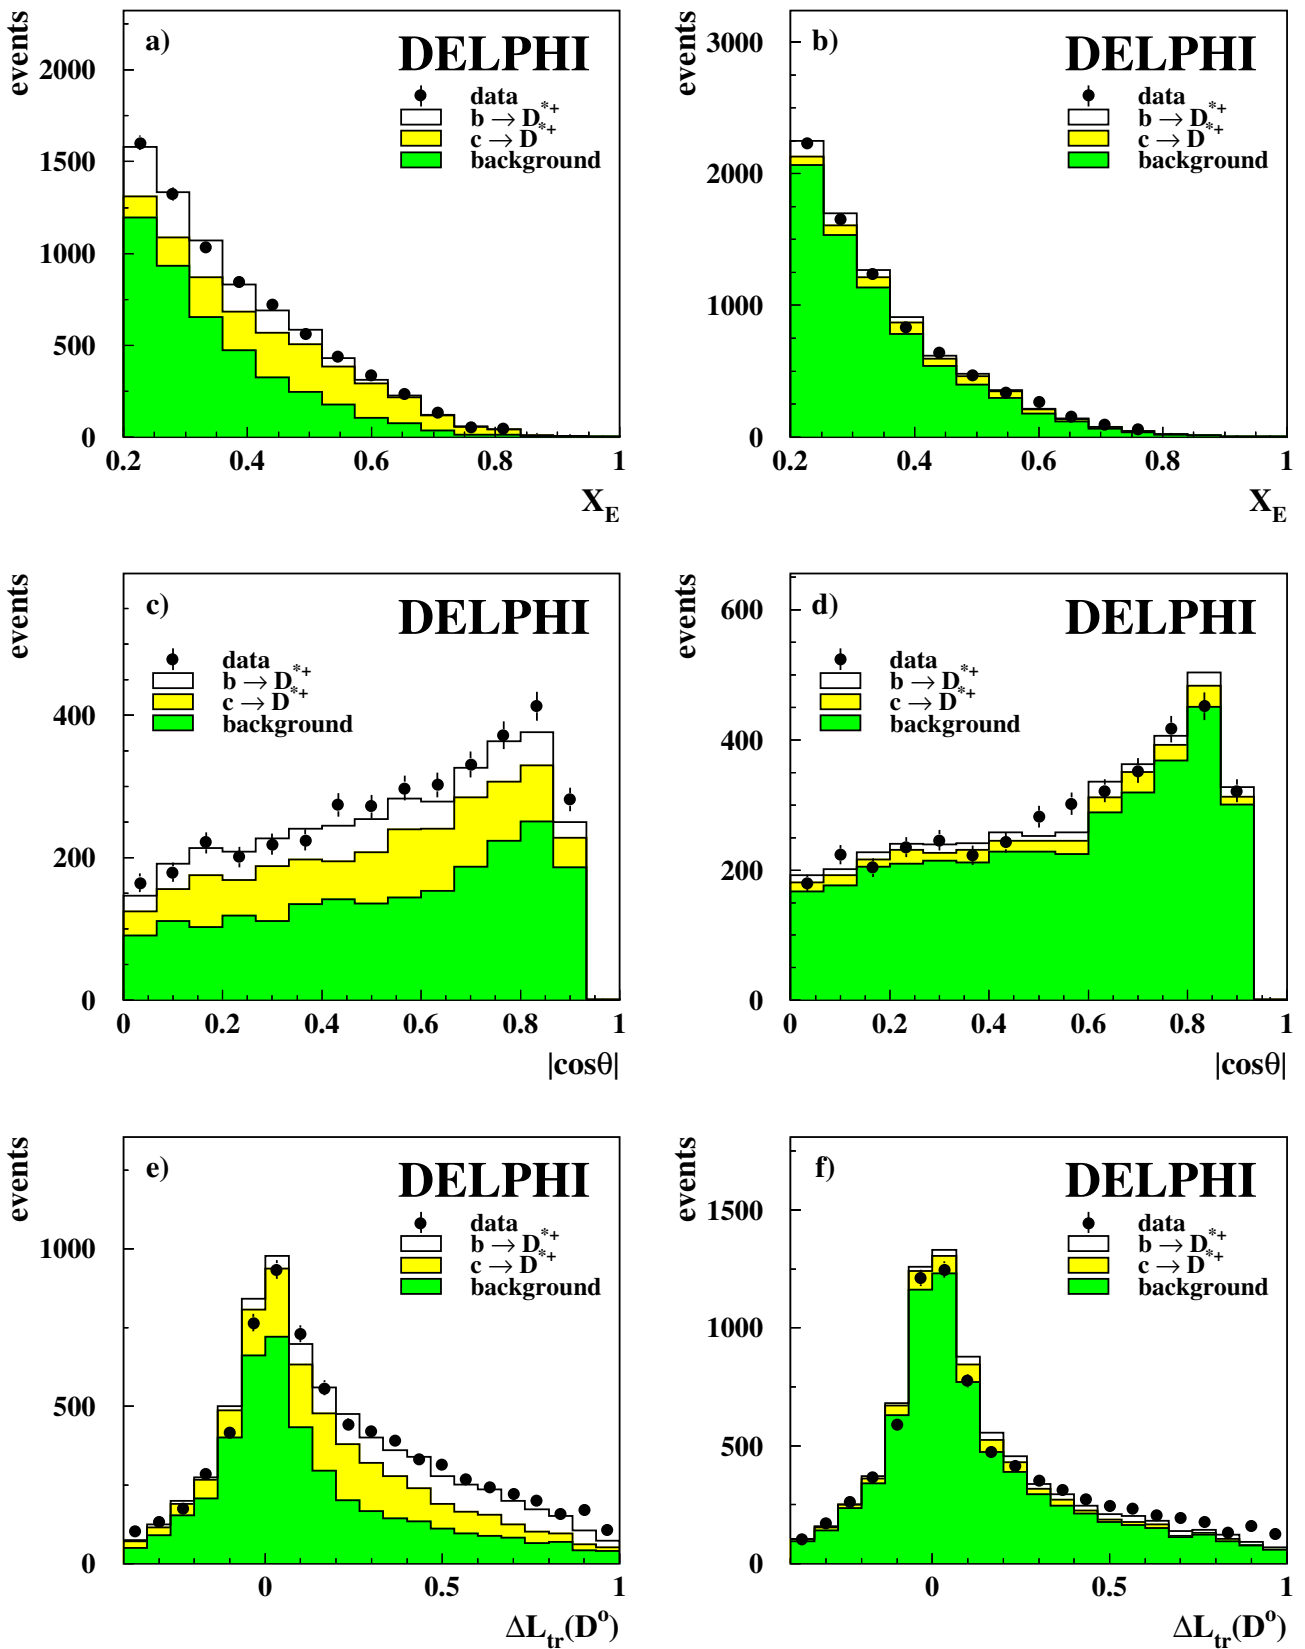 events
a)
DELPHI
data
b → D*+
c → D*+
background
2000
1500
1000
500
0
0.2 0.4 0.6 0.8 1
X_E
events
b)
DELPHI
data
b → D*+
c → D*+
background
3000
2000
1000
0
0.2 0.4 0.6 0.8 1
X_E
events
c)
DELPHI
data
b → D*+
c → D*+
background
400
200
0
0 0.2 0.4 0.6 0.8 1
|cosθ|
events
d)
DELPHI
data
b → D*+
c → D*+
background
600
400
200
0
0 0.2 0.4 0.6 0.8 1
|cosθ|
events
e)
DELPHI
data
b → D*+
c → D*+
background
1000
500
0
0 0.5 1
ΔL_tr(D^o)
events
f)
DELPHI
data
b → D*+
c → D*+
background
1500
1000
500
0
0 0.5 1
ΔL_tr(D^o)